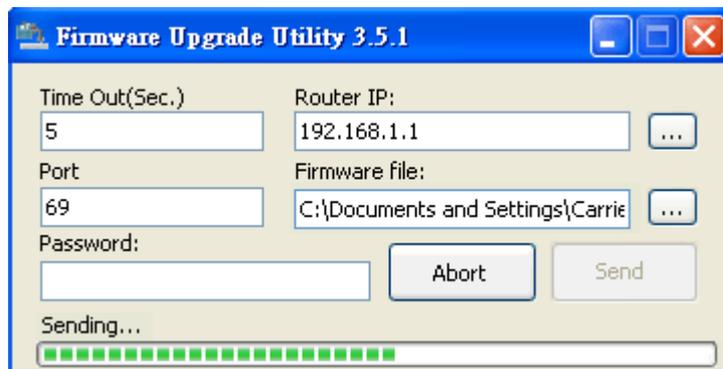 Firmware Upgrade Utility 3.5.1
Time Out(Sec.) Router IP:
5 192.168.1.1 ...
Port Firmware file:
69 C:\Documents and Settings\Carrie ...
Password:
Abort Send
Sending...